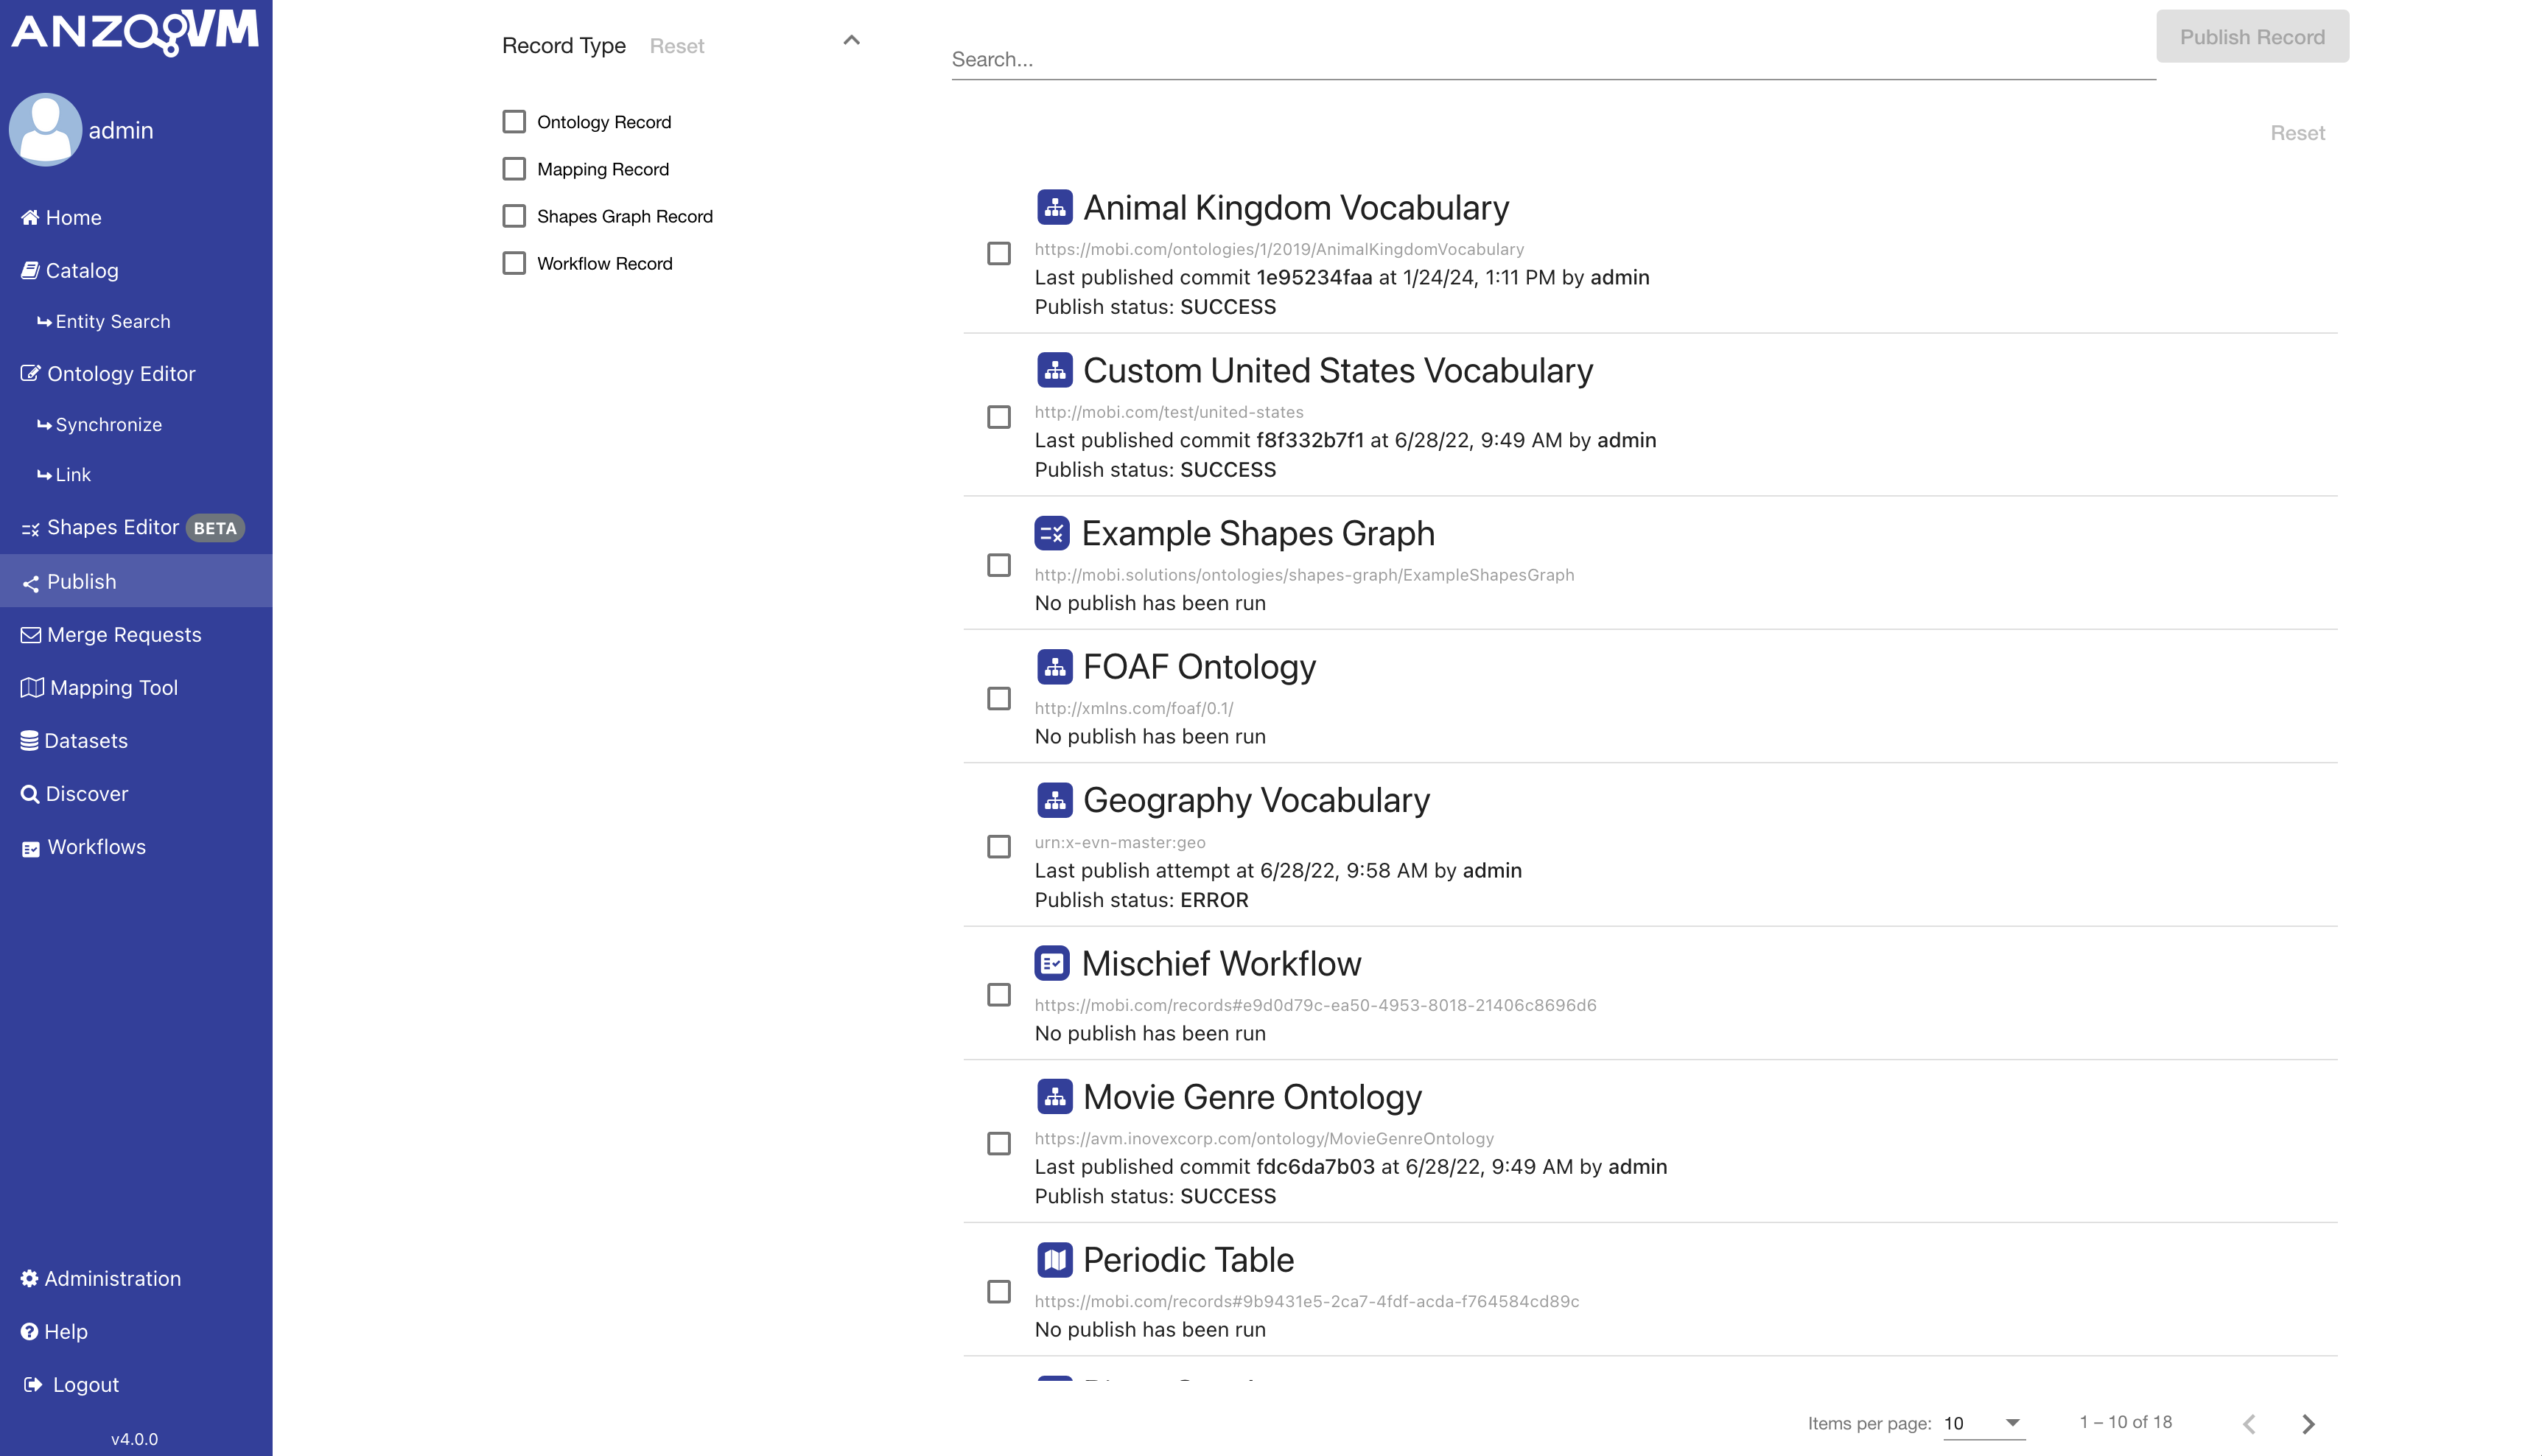 ANZOVM
admin
Home
Catalog
Entity Search
Ontology Editor
Synchronize
Link
Shapes Editor BETA
Publish
Merge Requests
Mapping Tool
Datasets
Discover
Workflows
Administration
Help
Logout
v4.0.0
Record Type Reset
Ontology Record
Mapping Record
Shapes Graph Record
Workflow Record
Search...
Publish Record
Reset
Animal Kingdom Vocabulary
https://mobi.com/ontologies/1/2019/AnimalKingdomVocabulary
Last published commit 1e95234faa at 1/24/24, 1:11 PM by admin
Publish status: SUCCESS
Custom United States Vocabulary
http://mobi.com/test/united-states
Last published commit f8f332b7f1 at 6/28/22, 9:49 AM by admin
Publish status: SUCCESS
Example Shapes Graph
http://mobi.solutions/ontologies/shapes-graph/ExampleShapesGraph
No publish has been run
FOAF Ontology
http://xmlns.com/foaf/0.1/
No publish has been run
Geography Vocabulary
urn:x-evn-master:geo
Last publish attempt at 6/28/22, 9:58 AM by admin
Publish status: ERROR
Mischief Workflow
https://mobi.com/records#e9d0d79c-ea50-4953-8018-21406c8696d6
No publish has been run
Movie Genre Ontology
https://avm.inovexcorp.com/ontology/MovieGenreOntology
Last published commit fdc6da7b03 at 6/28/22, 9:49 AM by admin
Publish status: SUCCESS
Periodic Table
https://mobi.com/records#9b9431e5-2ca7-4fdf-acda-f764584cd89c
No publish has been run
Items per page: 10 1 – 10 of 18